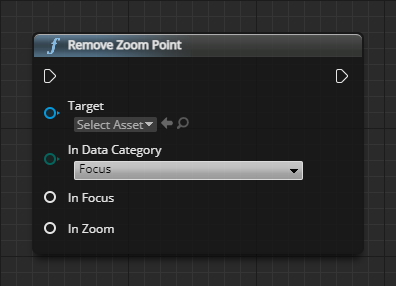 Remove Zoom Point
Target
Select Asset
In Data Category
Focus
In Focus
In Zoom